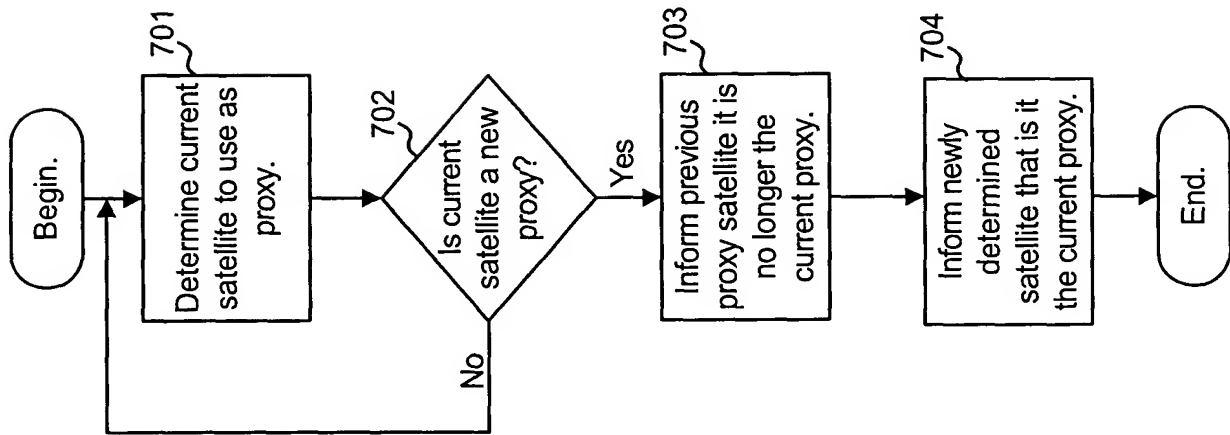 Begin.
701
Determine current
satellite to use as
proxy.
702
Is current
satellite a new
proxy?
No
Yes
703
Inform previous
proxy satellite it is
no longer the
current proxy.
704
Inform newly
determined
satellite that is it
the current proxy.
End.